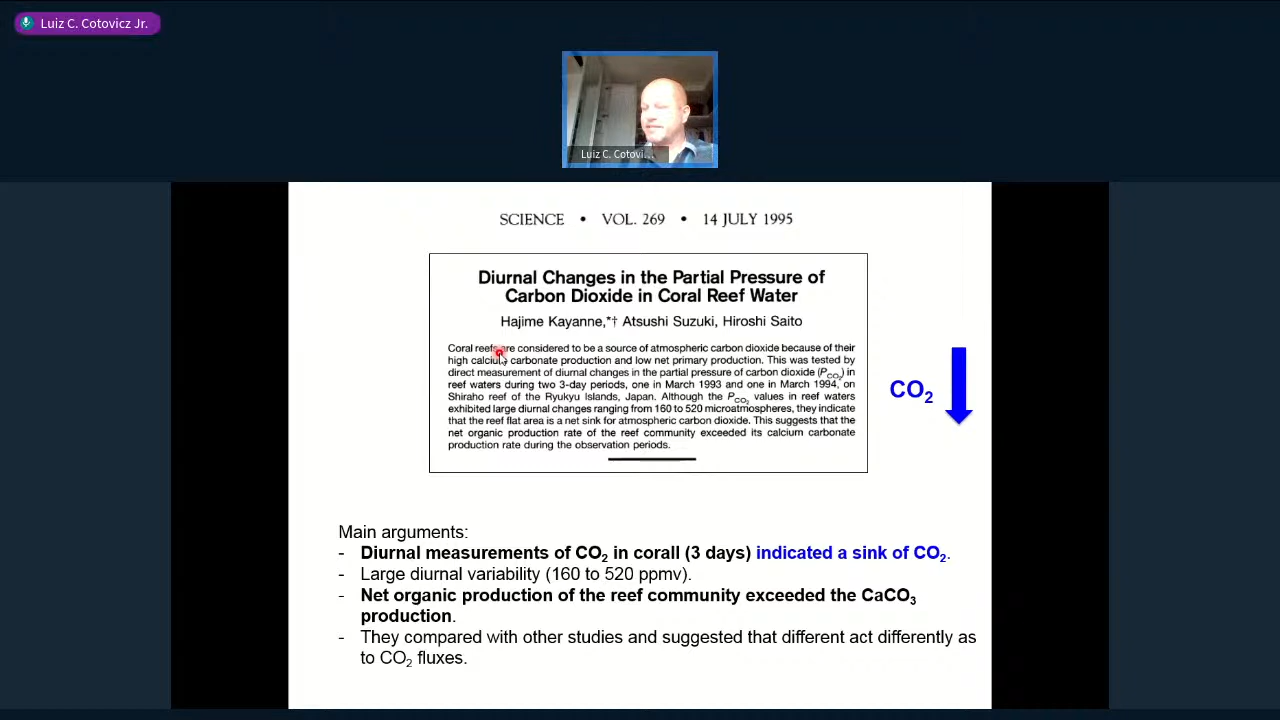 Luiz C. Cotovicz Jr.
Luiz C. Cotovi...
SCIENCE • VOL. 269 • 14 JULY 1995
Diurnal Changes in the Partial Pressure of
Carbon Dioxide in Coral Reef Water
Hajime Kayanne,*† Atsushi Suzuki, Hiroshi Saito
Coral reefs are considered to be a source of atmospheric carbon dioxide because of their
high calcium carbonate production and low net primary production. This was tested by
direct measurement of diurnal changes in the partial pressure of carbon dioxide (PCO2) in
reef waters during two 3-day periods, one in March 1993 and one in March 1994, on
Shiraho reef of the Ryukyu Islands, Japan. Although the PCO2 values in reef waters
exhibited large diurnal changes ranging from 160 to 520 microatmospheres, they indicate
that the reef flat area is a net sink for atmospheric carbon dioxide. This suggests that the
net organic production rate of the reef community exceeded its calcium carbonate
production rate during the observation periods.
CO2
Main arguments:
- Diurnal measurements of CO2 in corall (3 days) indicated a sink of CO2.
- Large diurnal variability (160 to 520 ppmv).
- Net organic production of the reef community exceeded the CaCO3
production.
- They compared with other studies and suggested that different act differently as
to CO2 fluxes.